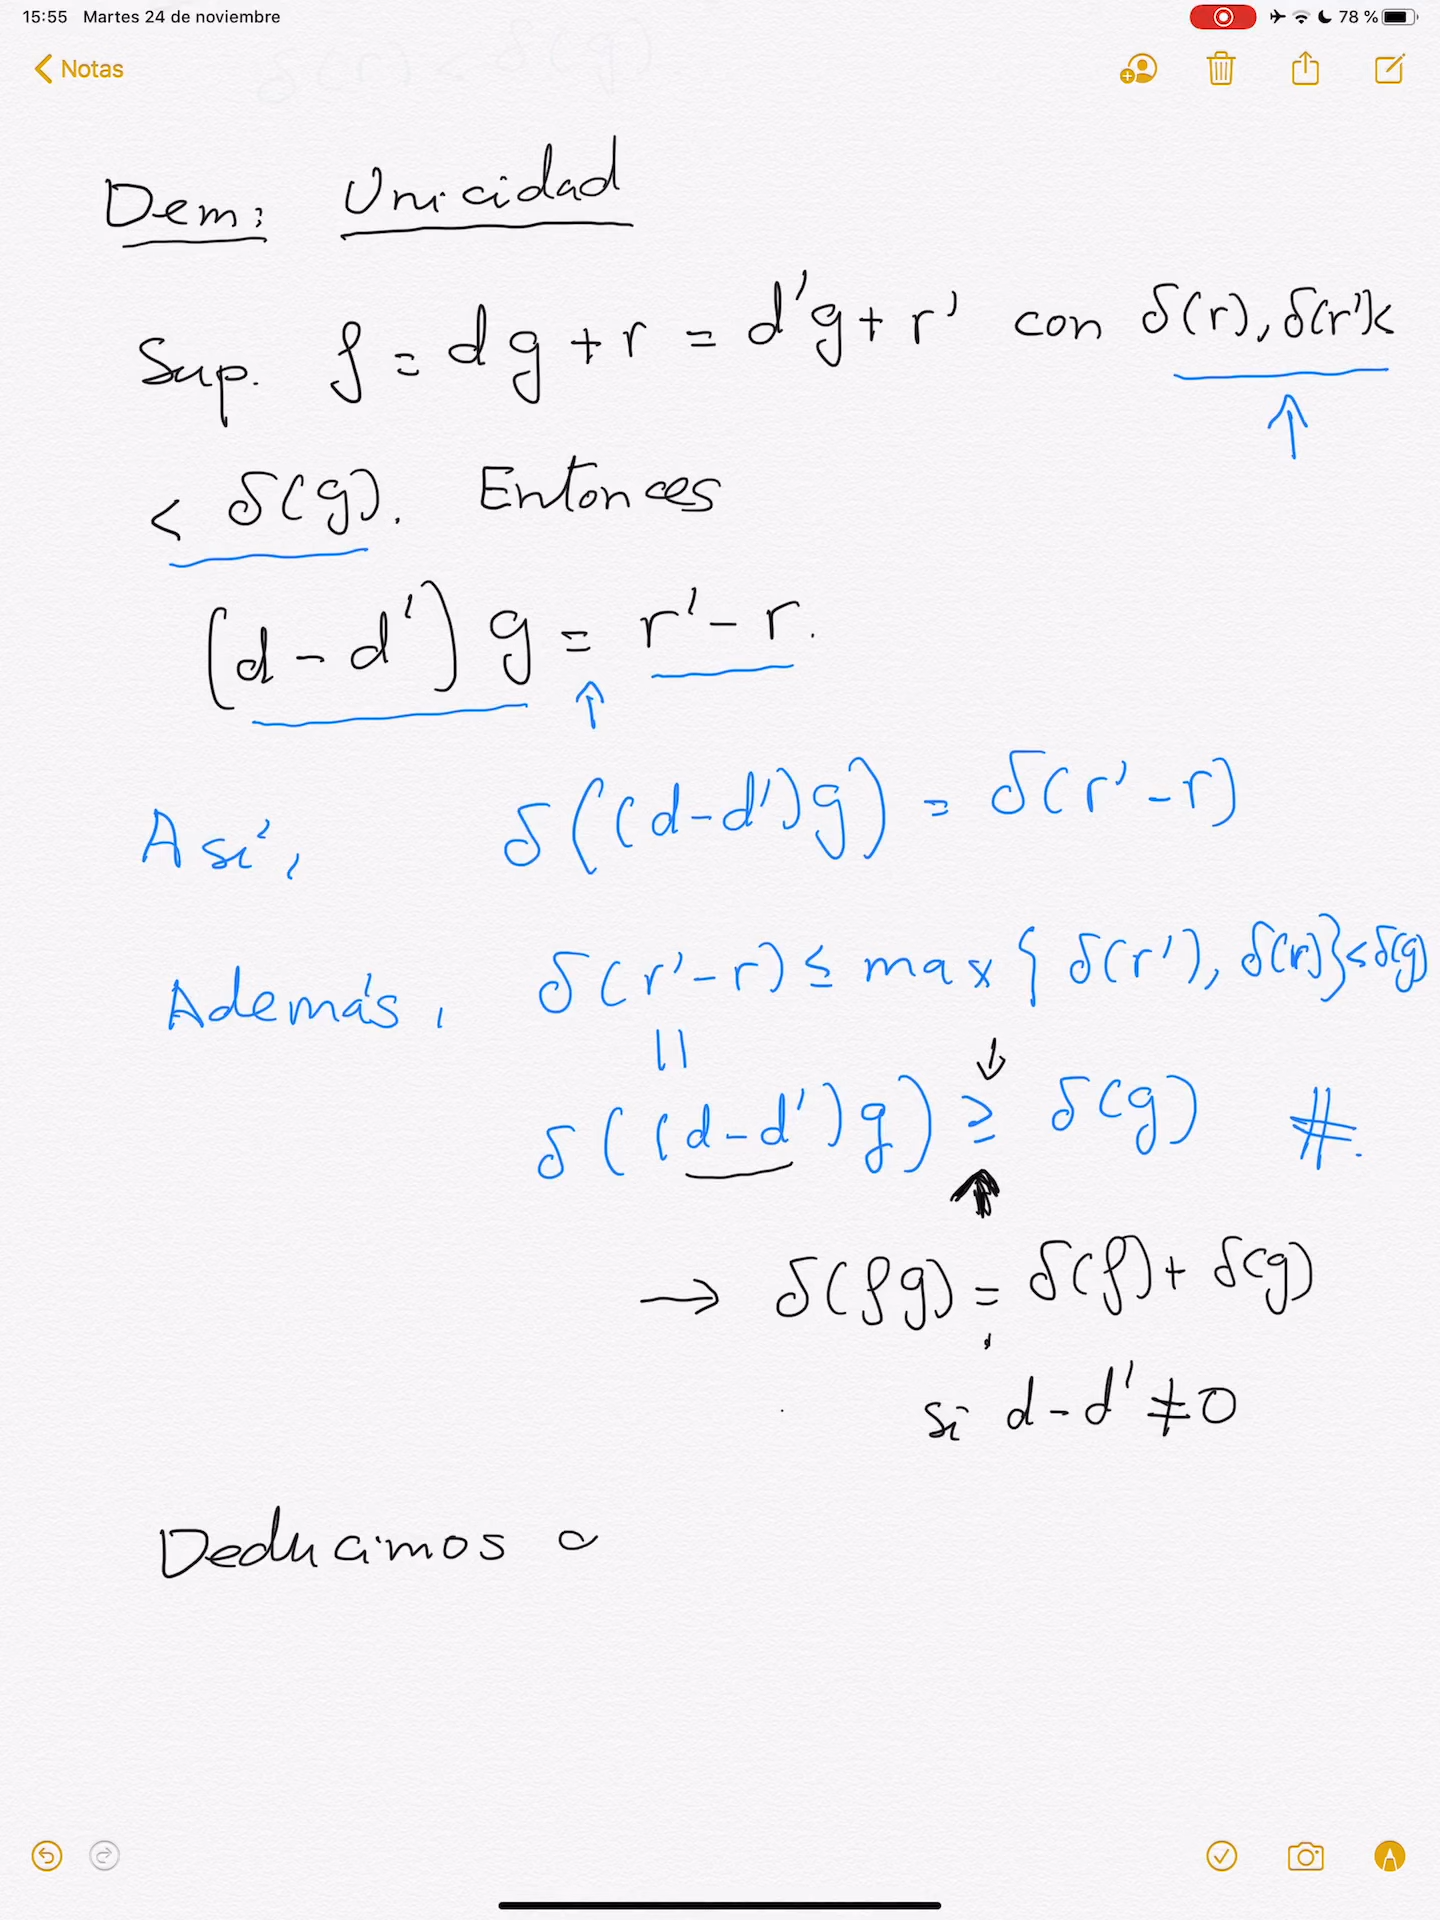 15:55 Martes 24 de noviembre 78 %
Notas
Dem: Unicidad
Sup. f = dg + r = d'g + r' con δ(r), δ(r')<
< δ(g). Entonces
(d - d') g = r' - r.
↑
Así, δ((d-d')g) = δ(r'-r)
Además, δ(r'-r) ≤ max { δ(r'), δ(r)} < δ(g)
||
δ((d-d')g) ≥ δ(g) #.
→ δ(fg) = δ(f) + δ(g)
si d - d' ≠ 0
Deducimos